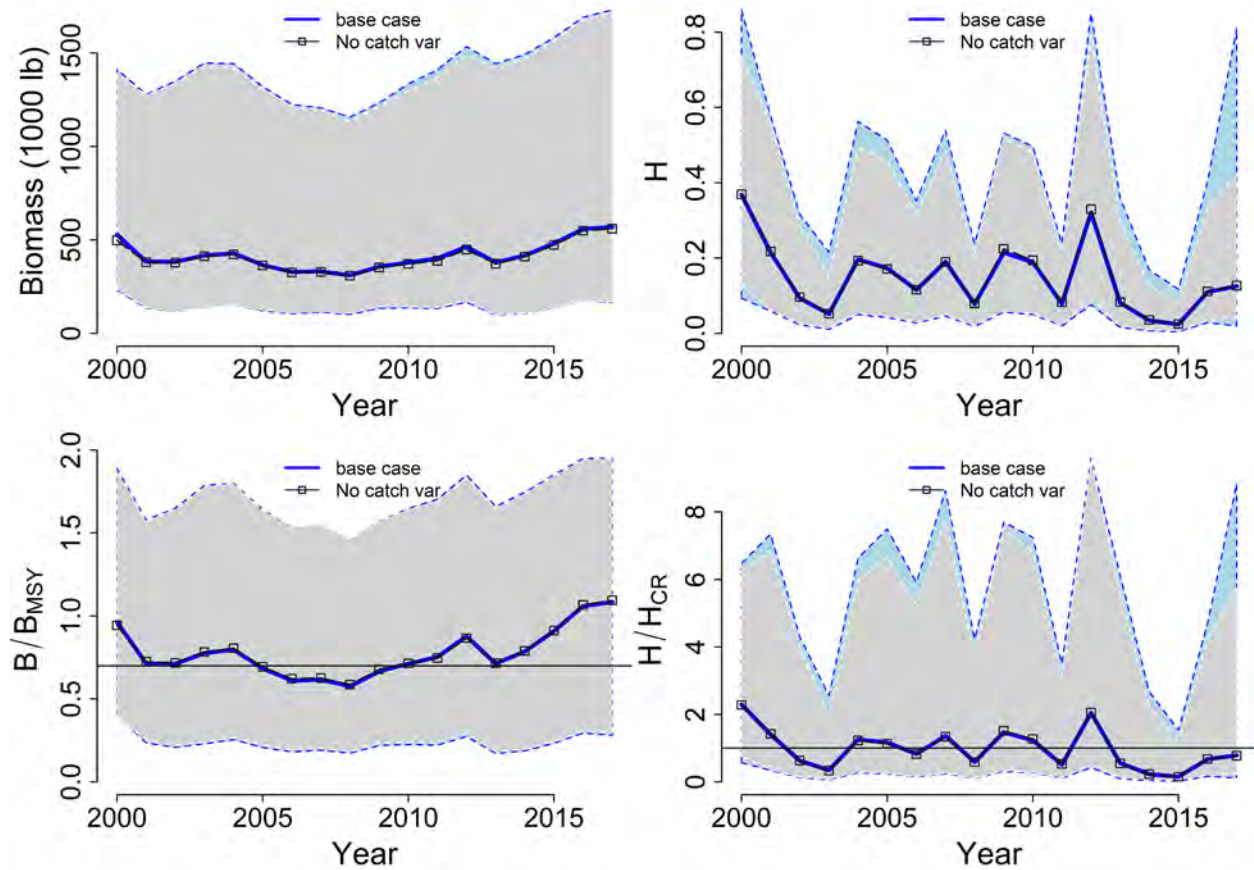 base case
No catch var
Biomass (1000 lb)
0
500
1000
1500
2000
2005
2010
2015
Year
base case
No catch var
H
0.0
0.2
0.4
0.6
0.8
2000
2005
2010
2015
Year
base case
No catch var
B/BMSY
0.0
0.5
1.0
1.5
2.0
2000
2005
2010
2015
Year
base case
No catch var
H/HCR
0
2
4
6
8
2000
2005
2010
2015
Year